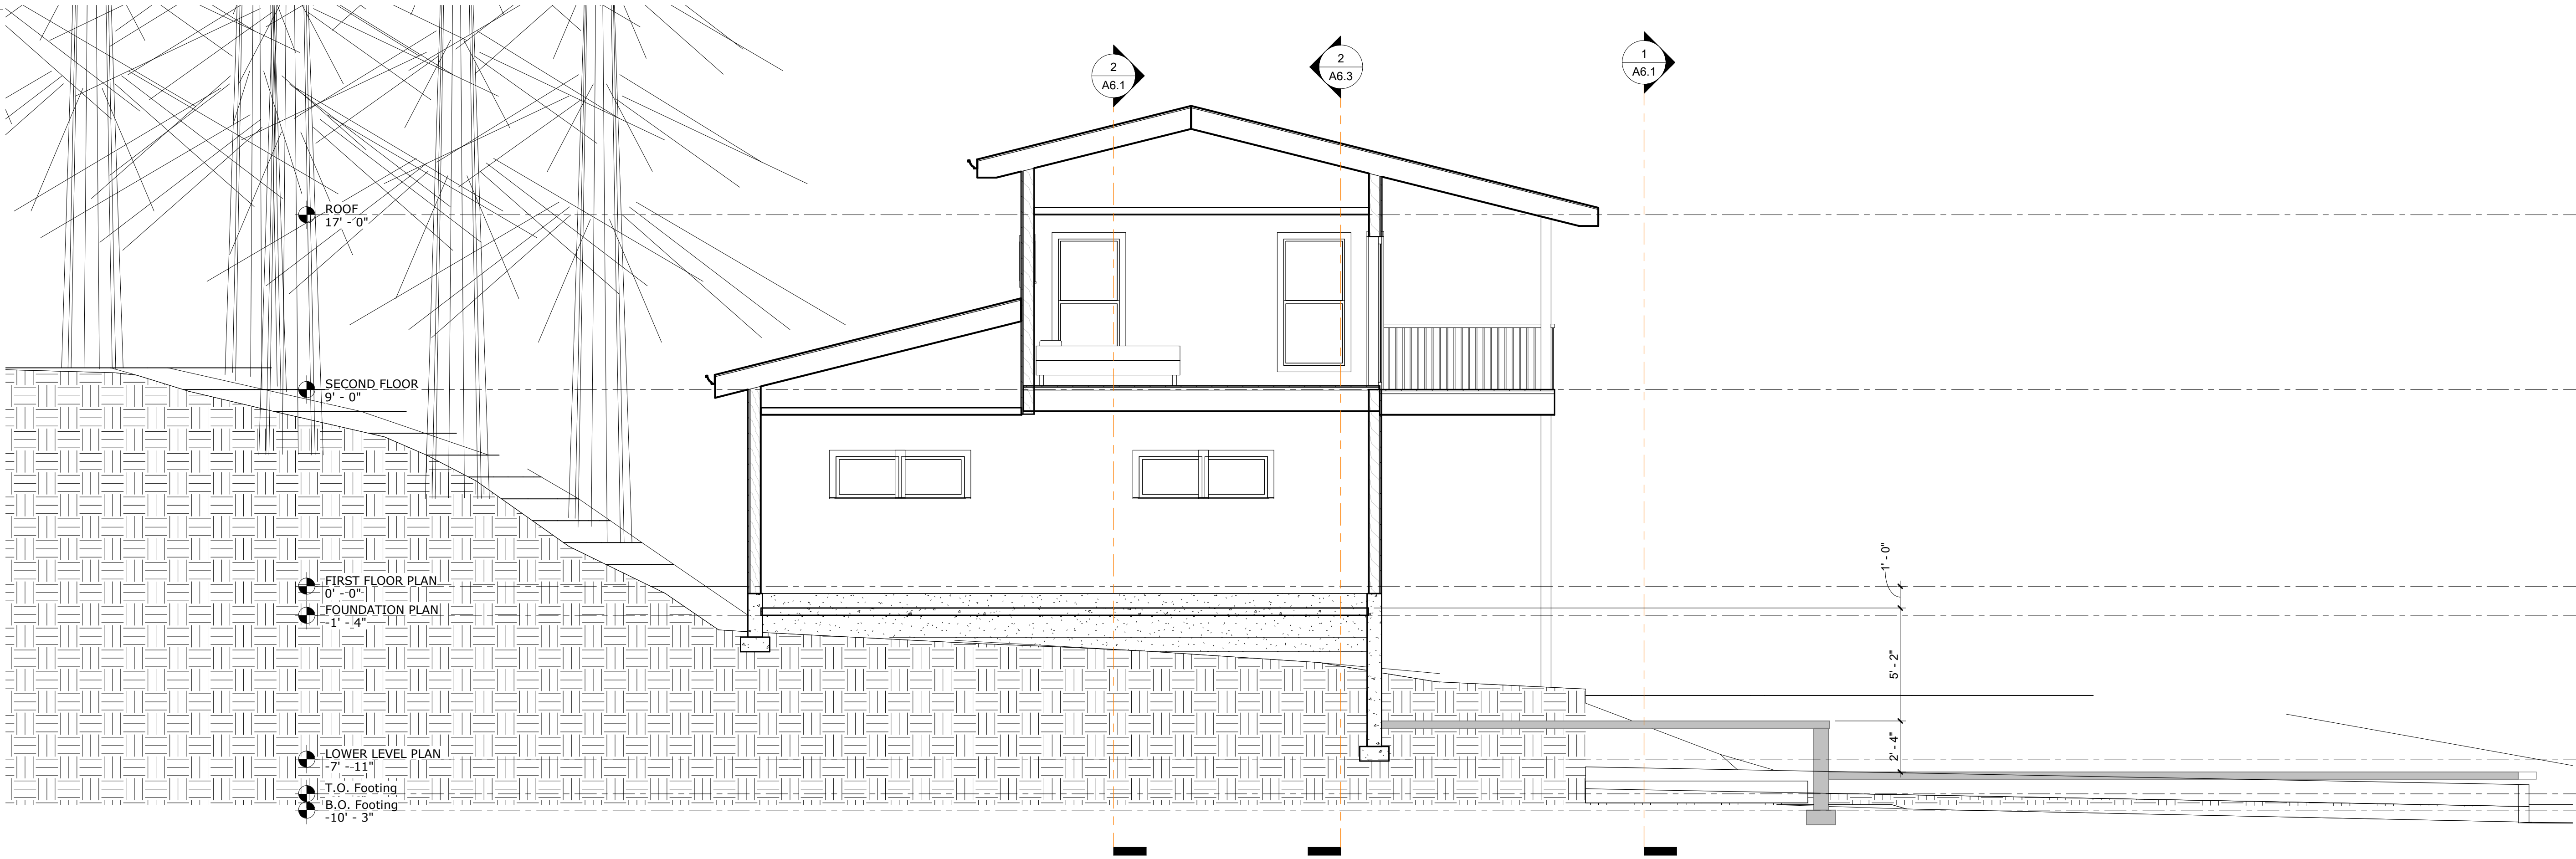 2
A6.1
2
A6.3
1
A6.1
ROOF
17' - 0"
SECOND FLOOR
9' - 0"
FIRST FLOOR PLAN
0' - 0"
FOUNDATION PLAN
-1' - 4"
LOWER LEVEL PLAN
-7' - 11"
T.O. Footing
B.O. Footing
-10' - 3"
1' - 0"
5' - 2"
2' - 4"